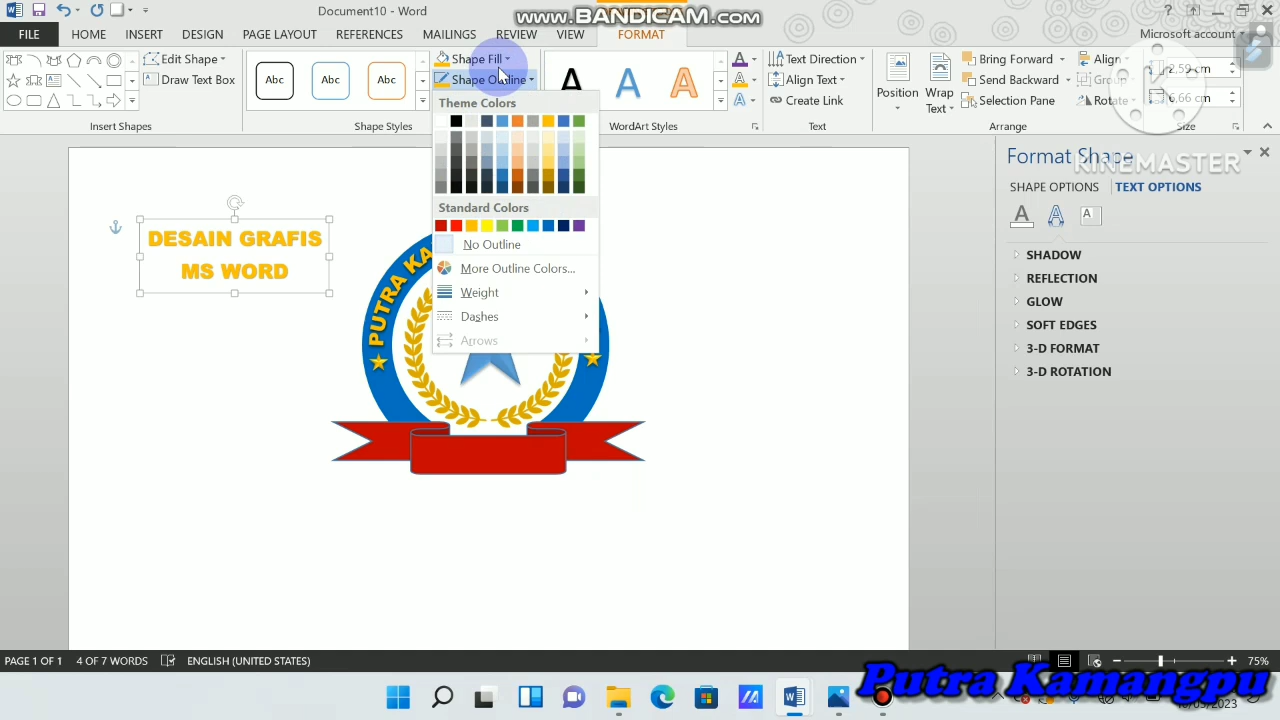 Document10 - Word
www.BANDICAM.com
FILE HOME INSERT DESIGN PAGE LAYOUT REFERENCES MAILINGS REVIEW VIEW FORMAT Microsoft account
Edit Shape
Draw Text Box
Insert Shapes
Abc Abc Abc
Shape Styles
Shape Fill
Shape Outline
Theme Colors
Standard Colors
No Outline
More Outline Colors...
Weight
Dashes
Arrows
A A A
WordArt Styles
Text Direction
Align Text
Create Link
Text
Position
Wrap Text
Bring Forward
Send Backward
Selection Pane
Align
Group
Rotate
Arrange
2,59 cm
6,66 cm
Size
KINEMASTER
Format Shape
SHAPE OPTIONS TEXT OPTIONS
SHADOW
REFLECTION
GLOW
SOFT EDGES
3-D FORMAT
3-D ROTATION
DESAIN GRAFIS
MS WORD
PUTRA KA
PAGE 1 OF 1 4 OF 7 WORDS ENGLISH (UNITED STATES) 75%
Putra Kamangpu